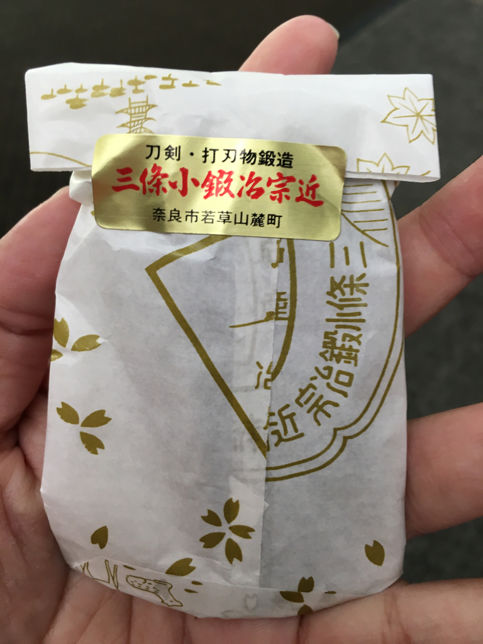 刀剣・打刃物鍛造
三條小鍛冶宗近
奈良市若草山麓町
三條小鍛冶宗近
冶